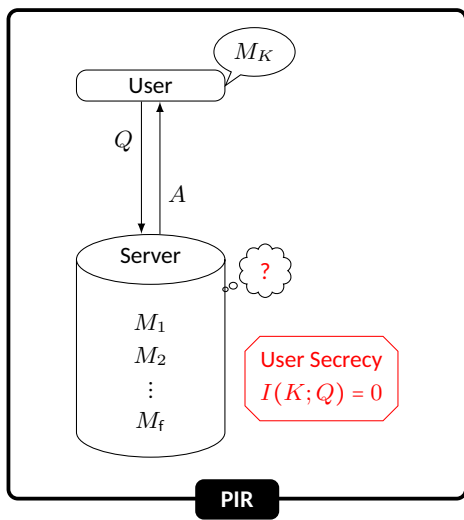 M_K
User
Q
A
Server
?
M_1
M_2
⋮
M_f
User Secrecy
I(K;Q) = 0
PIR